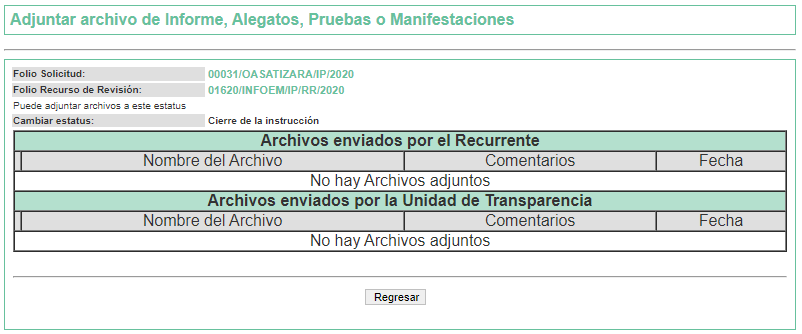 Adjuntar archivo de Informe, Alegatos, Pruebas o Manifestaciones
Folio Solicitud: 00031/OASATIZARA/IP/2020
Folio Recurso de Revisión: 01620/INFOEM/IP/RR/2020
Puede adjuntar archivos a este estatus
Cambiar estatus: Cierre de la instrucción
Archivos enviados por el Recurrente
Nombre del Archivo Comentarios Fecha
No hay Archivos adjuntos
Archivos enviados por la Unidad de Transparencia
Nombre del Archivo Comentarios Fecha
No hay Archivos adjuntos
Regresar